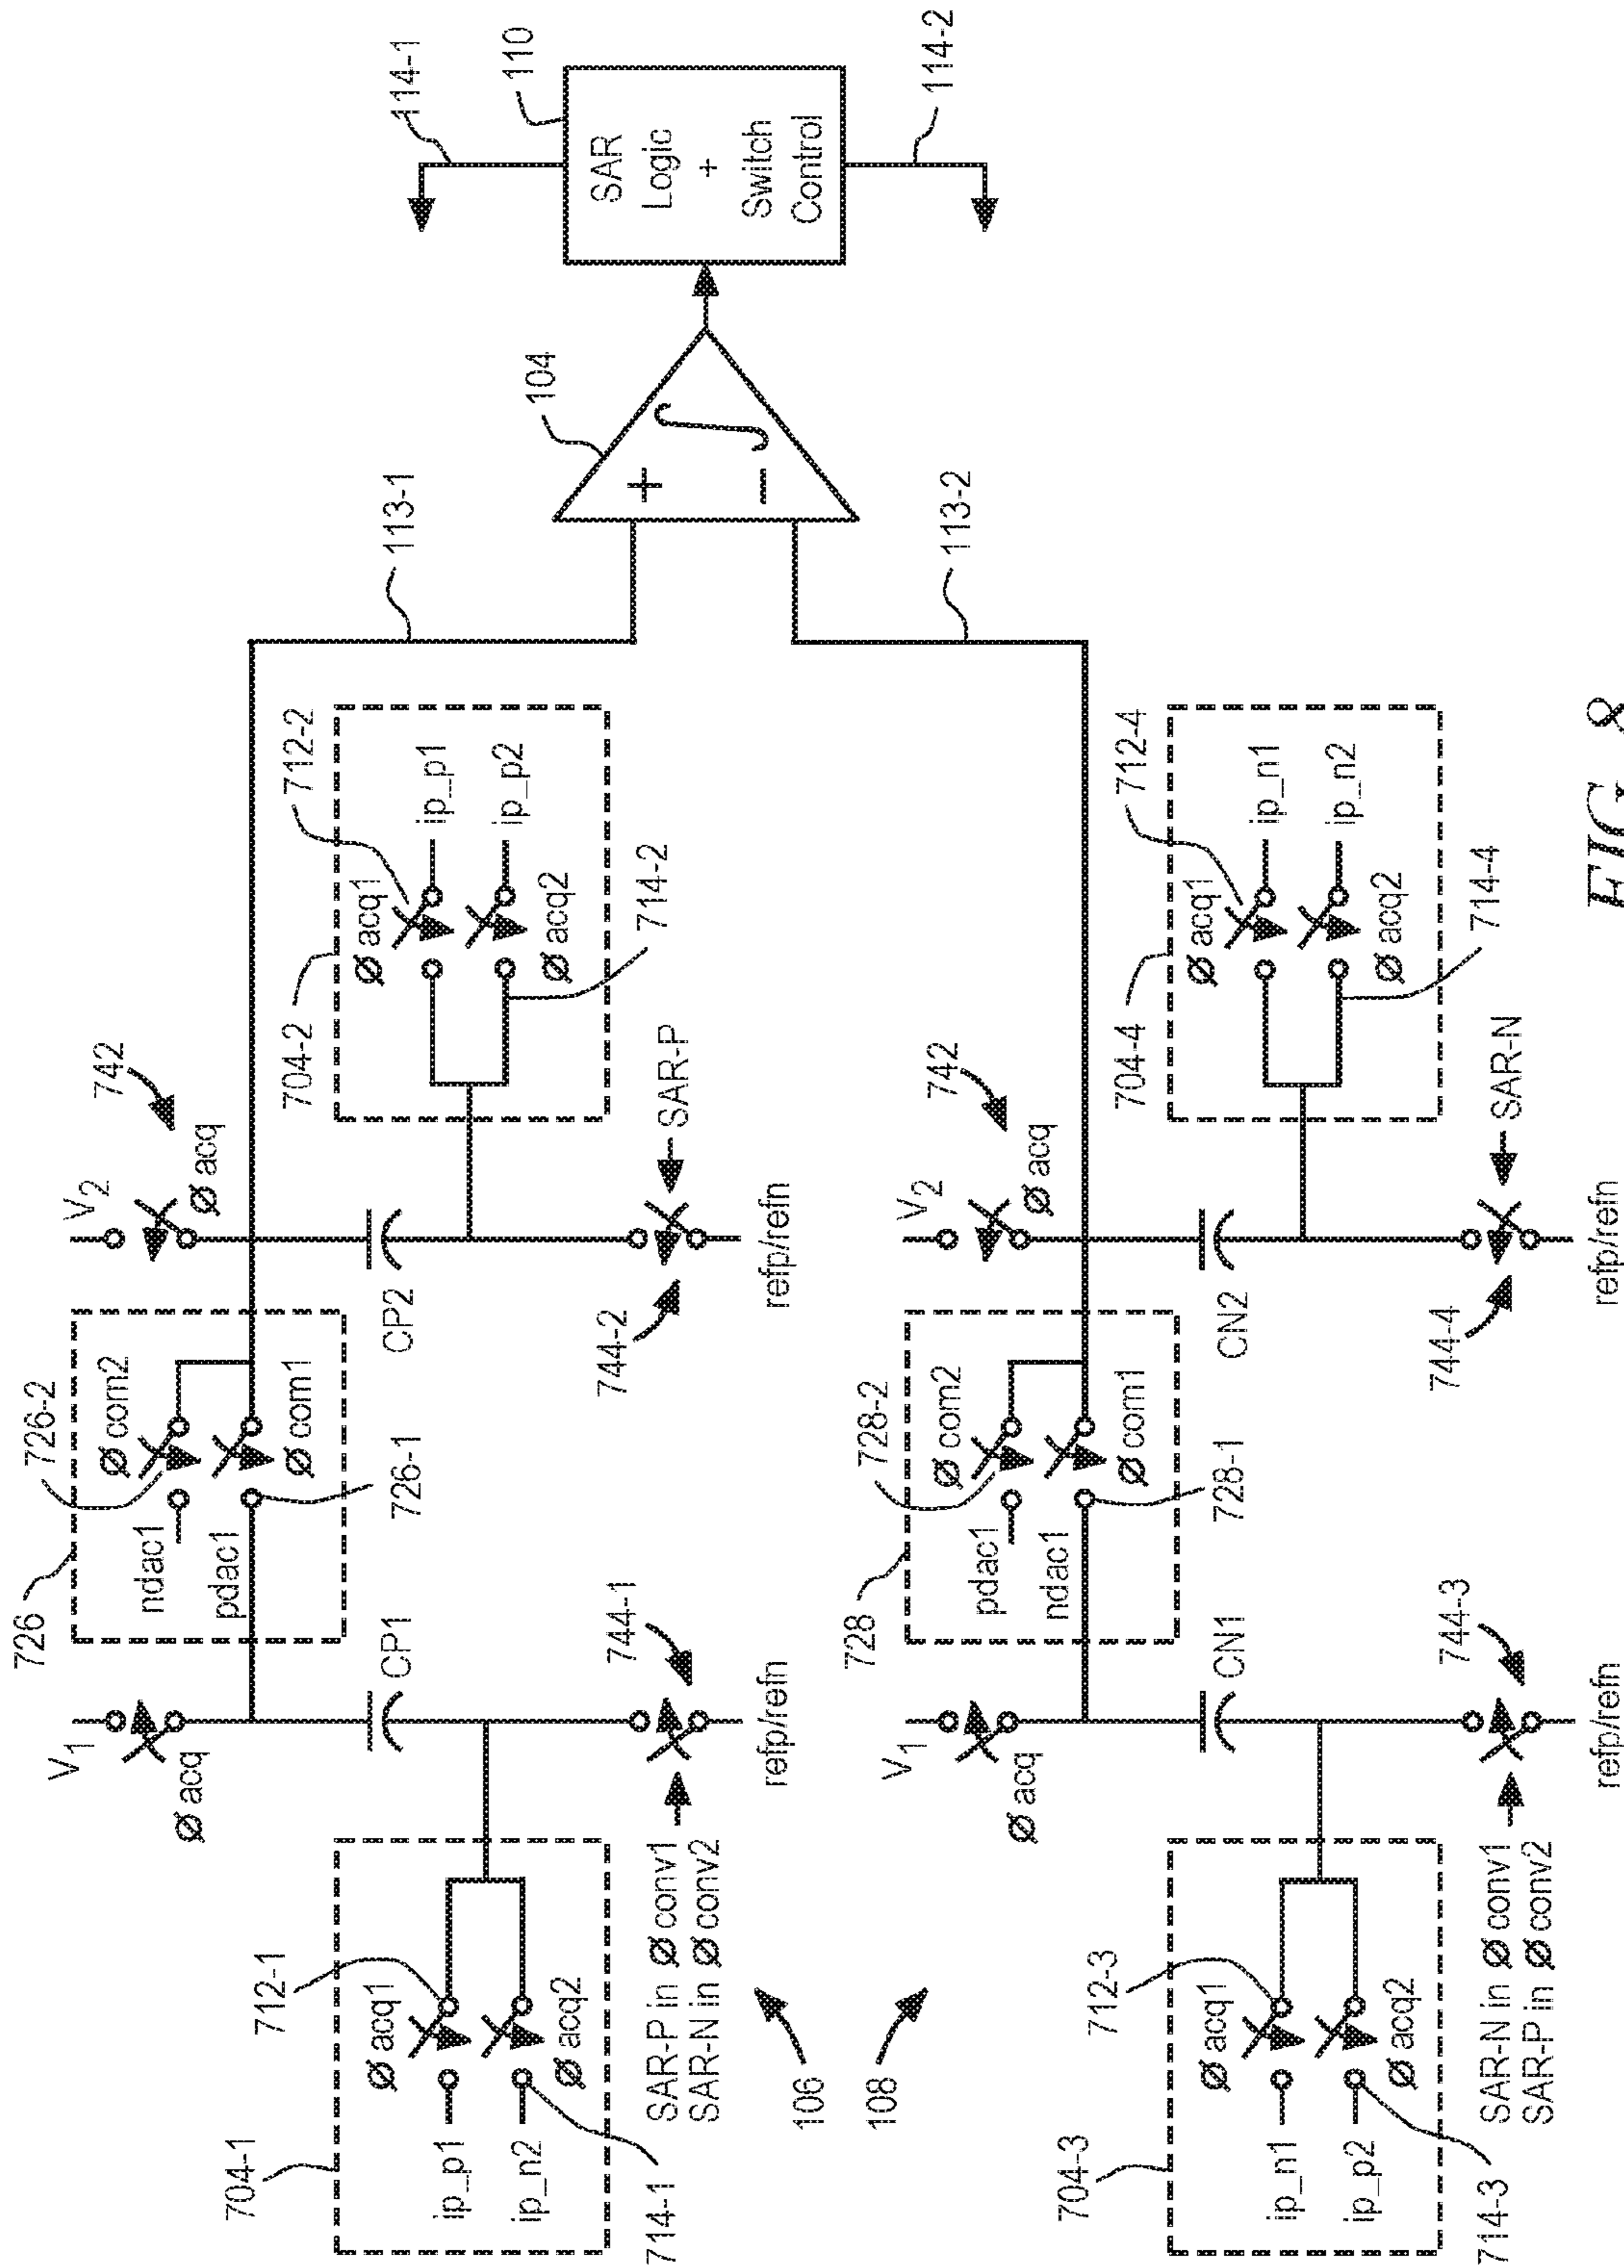 726
726-2
V1
Ø acq
ndac1
Ø com2
pdac1
Ø com1
726-1
V2
742
Ø acq
704-1
Ø acq1
712-1
ip_p1
ip_n2
Ø acq2
714-1
CP1
CP2
704-2
Ø acq1
712-2
ip_p1
ip_p2
Ø acq2
714-2
744-1
SAR-P in Ø conv1
SAR-N in Ø conv2
refp/refn
744-2
SAR-P
refp/refn
113-1
104
+
−
∫
114-1
110
SAR
Logic
+
Switch
Control
114-2
113-2
106
108
728
728-2
V1
Ø acq
pdac1
Ø com2
ndac1
Ø com1
728-1
V2
742
Ø acq
704-3
Ø acq1
712-3
ip_n1
ip_p2
Ø acq2
714-3
CN1
CN2
704-4
Ø acq1
712-4
ip_n1
ip_n2
Ø acq2
714-4
744-3
SAR-N in Ø conv1
SAR-P in Ø conv2
refp/refn
744-4
SAR-N
refp/refn
FIG. 8